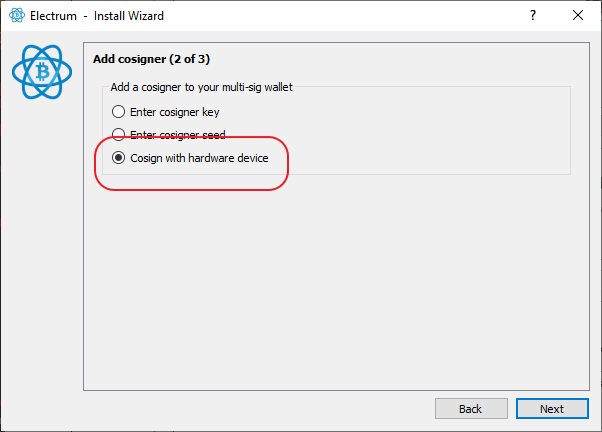 Electrum - Install Wizard
?
Add cosigner (2 of 3)
Add a cosigner to your multi-sig wallet
Enter cosigner key
Enter cosigner seed
Cosign with hardware device
Back
Next